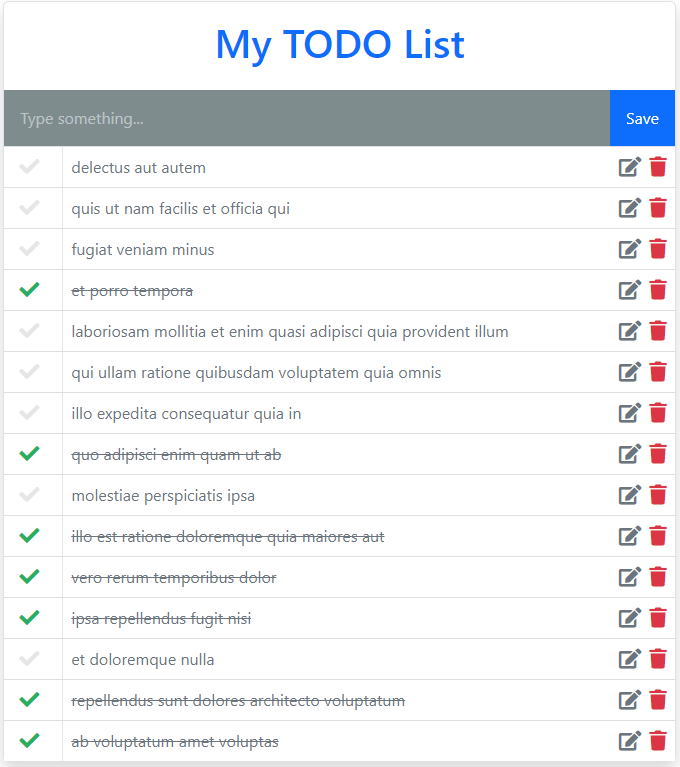 My TODO List
Type something...
Save
delectus aut autem
quis ut nam facilis et officia qui
fugiat veniam minus
et porro tempora
laboriosam mollitia et enim quasi adipisci quia provident illum
qui ullam ratione quibusdam voluptatem quia omnis
illo expedita consequatur quia in
quo adipisci enim quam ut ab
molestiae perspiciatis ipsa
illo est ratione doloremque quia maiores aut
vero rerum temporibus dolor
ipsa repellendus fugit nisi
et doloremque nulla
repellendus sunt dolores architecto voluptatum
ab voluptatum amet voluptas